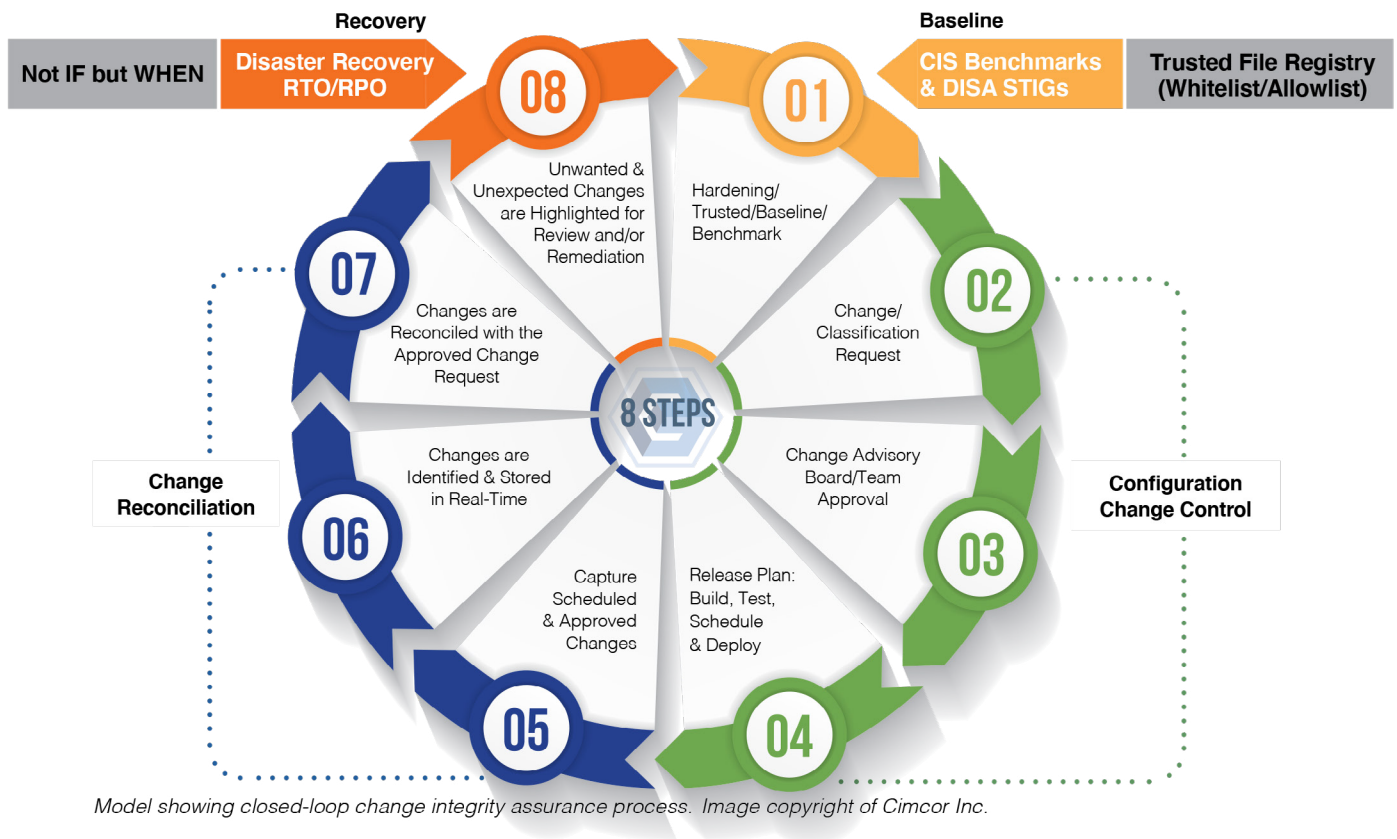 Recovery
Baseline
Not IF but WHEN
Disaster Recovery
RTO/RPO
CIS Benchmarks
& DISA STIGs
Trusted File Registry
(Whitelist/Allowlist)
01
Hardening/
Trusted/Baseline/
Benchmark
02
Change/
Classification
Request
03
Change Advisory
Board/Team
Approval
04
Release Plan:
Build, Test,
Schedule
& Deploy
05
Capture
Scheduled
& Approved
Changes
06
Changes are
Identified & Stored
in Real-Time
07
Changes are
Reconciled with the
Approved Change
Request
08
Unwanted &
Unexpected Changes
are Highlighted for
Review and/or
Remediation
8 STEPS
Change
Reconciliation
Configuration
Change Control
Model showing closed-loop change integrity assurance process. Image copyright of Cimcor Inc.